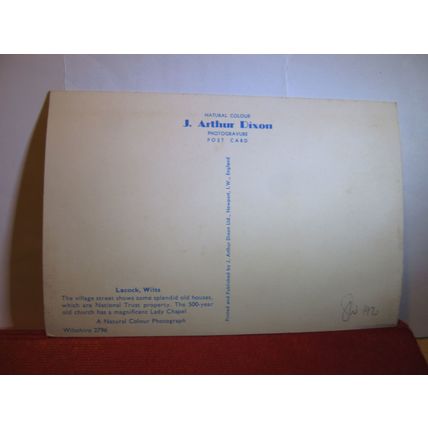 NATURAL COLOUR
J. Arthur Dixon
PHOTOGRAVURE
POST CARD
Printed and Published by J. Arthur Dixon Ltd., Newport, I.W., England
Lacock, Wilts
The village street shows some splendid old houses,
which are National Trust property. The 500-year
old church has a magnificent Lady Chapel
A Natural Colour Photograph
Wiltshire 2796